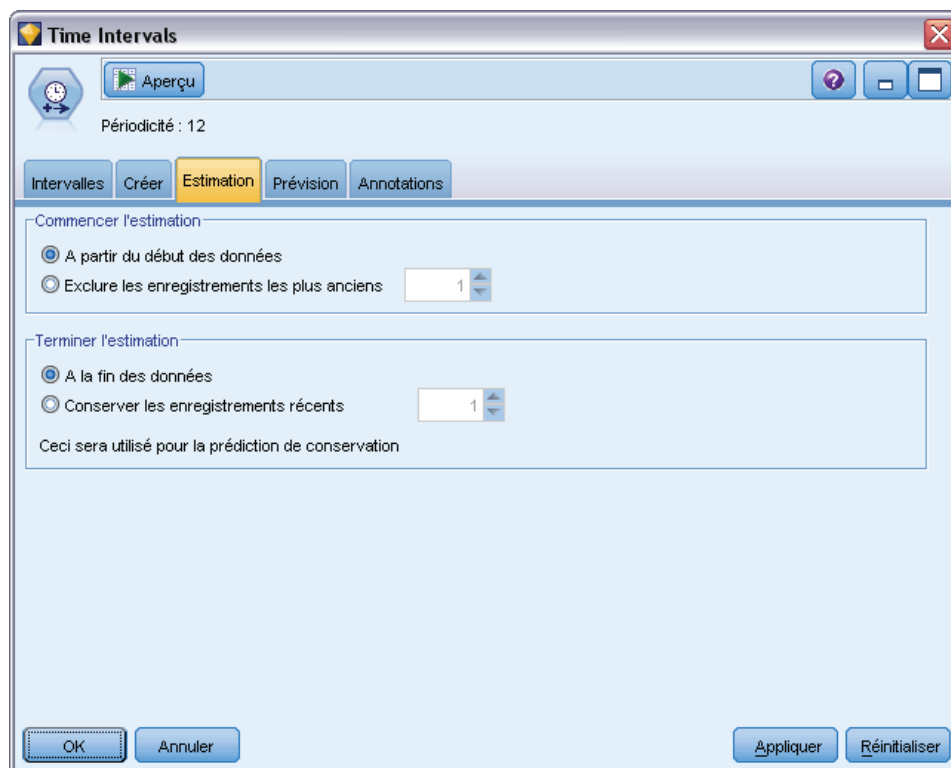 Time Intervals
Aperçu
Périodicité : 12
Intervalles Créer Estimation Prévision Annotations
Commencer l'estimation
A partir du début des données
Exclure les enregistrements les plus anciens 1
Terminer l'estimation
A la fin des données
Conserver les enregistrements récents 1
Ceci sera utilisé pour la prédiction de conservation
OK Annuler Appliquer Réinitialiser